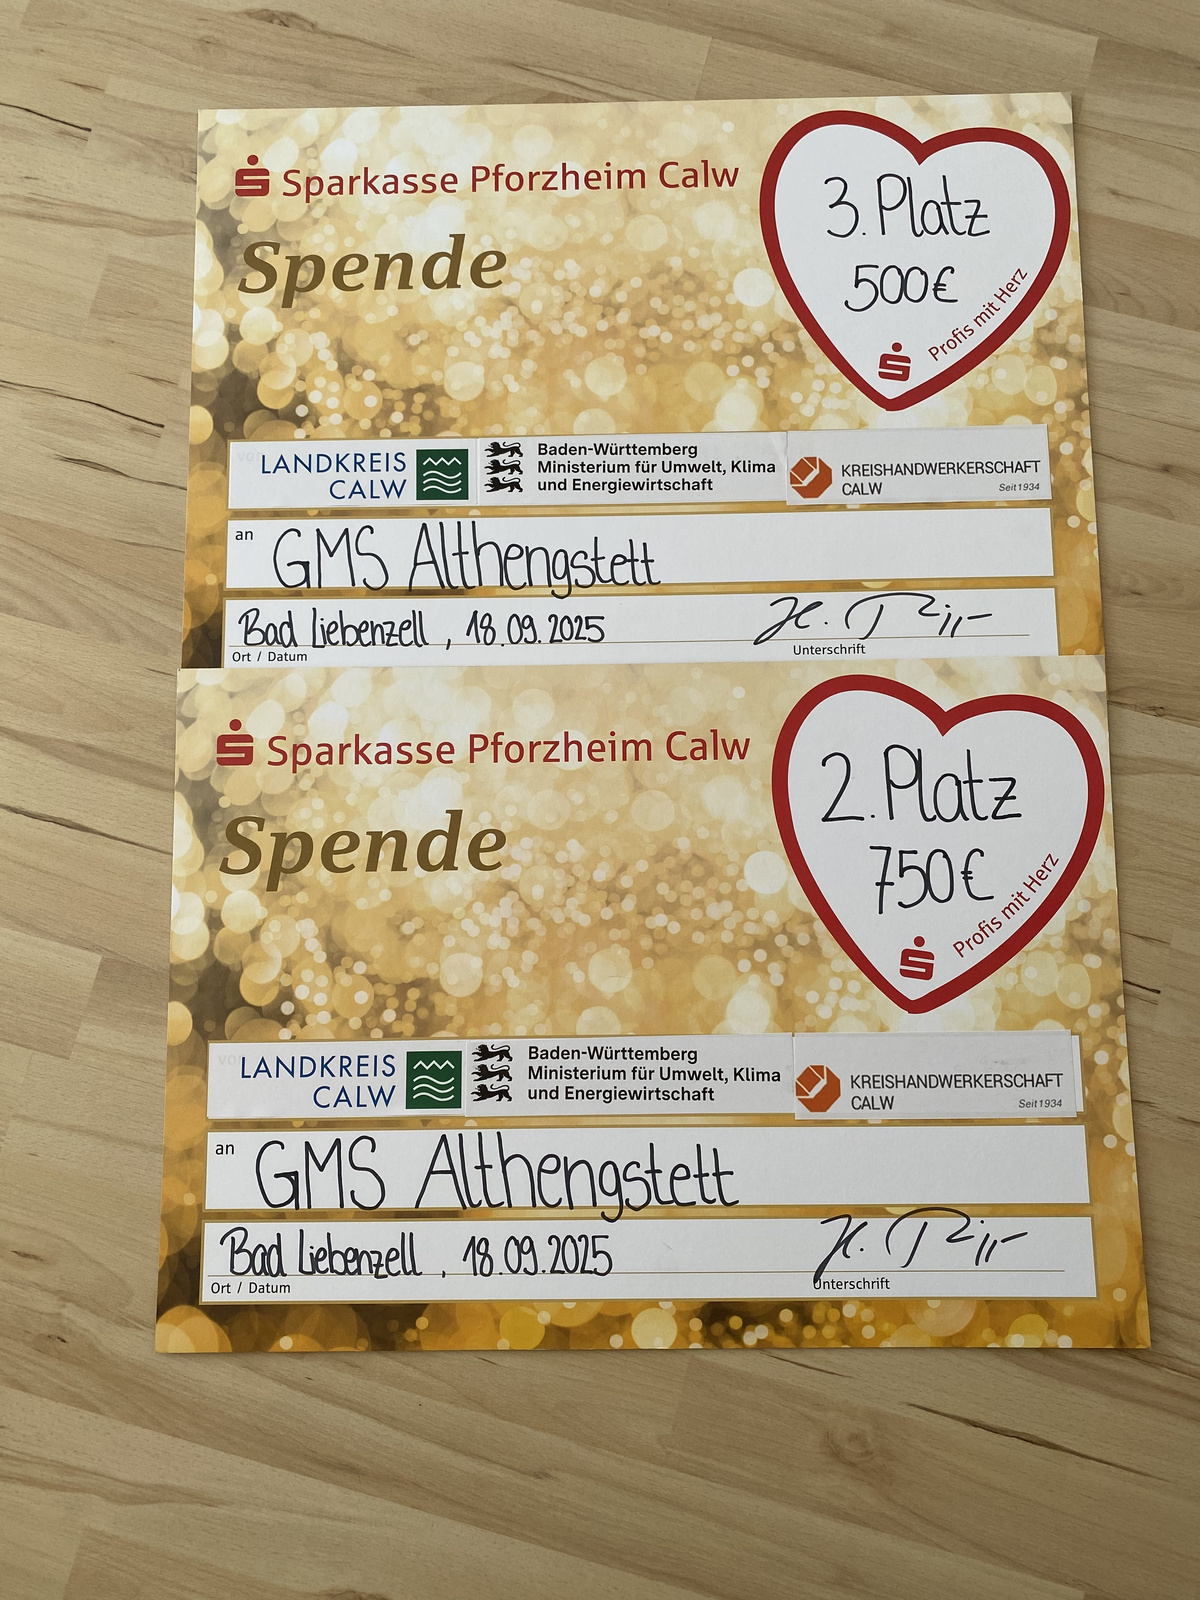 Sparkasse Pforzheim Calw
Spende
3. Platz
500€
Profis mit Herz
LANDKREIS
CALW
Baden-Württemberg
Ministerium für Umwelt, Klima
und Energiewirtschaft
KREISHANDWERKERSCHAFT
CALW
Seit 1934
an GMS Althengstett
Bad Liebenzell, 18.09.2025
Ort / Datum
Unterschrift
Sparkasse Pforzheim Calw
Spende
2. Platz
750€
Profis mit Herz
LANDKREIS
CALW
Baden-Württemberg
Ministerium für Umwelt, Klima
und Energiewirtschaft
KREISHANDWERKERSCHAFT
CALW
Seit 1934
an GMS Althengstett
Bad Liebenzell, 18.09.2025
Ort / Datum
Unterschrift